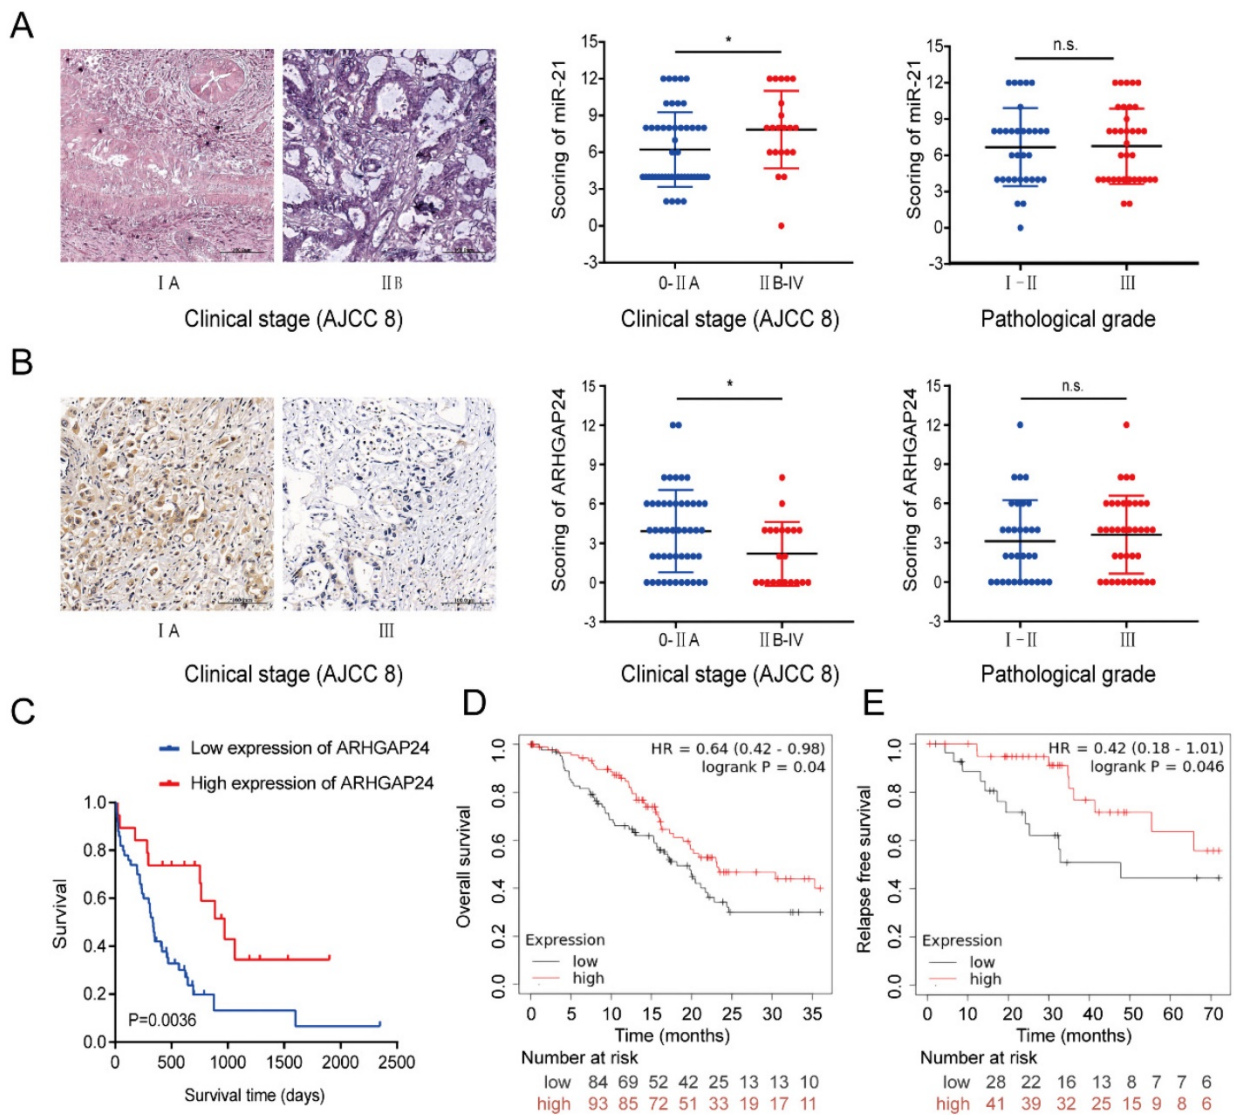 A
Scoring of miR-21
15
12
9
6
3
0
-3
*
0-ⅡA
ⅡB-Ⅳ
Clinical stage (AJCC 8)
Scoring of miR-21
15
12
9
6
3
0
-3
n.s.
Ⅰ-Ⅱ
Ⅲ
Pathological grade
ⅠA
ⅡB
Clinical stage (AJCC 8)
B
ⅠA
Ⅲ
Clinical stage (AJCC 8)
Scoring of ARHGAP24
15
12
9
6
3
0
-3
*
0-ⅡA
ⅡB-Ⅳ
Clinical stage (AJCC 8)
Scoring of ARHGAP24
15
12
9
6
3
0
-3
n.s.
Ⅰ-Ⅱ
Ⅲ
Pathological grade
C
Low expression of ARHGAP24
High expression of ARHGAP24
Survival
1.0
0.8
0.6
0.4
0.2
0.0
P=0.0036
0 500 1000 1500 2000 2500
Survival time (days)
D
Overall survival
1.0
0.8
0.6
0.4
0.2
0.0
HR = 0.64 (0.42 - 0.98)
logrank P = 0.04
Expression
low
high
0 5 10 15 20 25 30 35
Time (months)
Number at risk
low 84 69 52 42 25 13 13 10
high 93 85 72 51 33 19 17 11
E
Relapse free survival
1.0
0.8
0.6
0.4
0.2
0.0
HR = 0.42 (0.18 - 1.01)
logrank P = 0.046
Expression
low
high
0 10 20 30 40 50 60 70
Time (months)
Number at risk
low 28 22 16 13 8 7 7 6
high 41 39 32 25 15 9 8 6